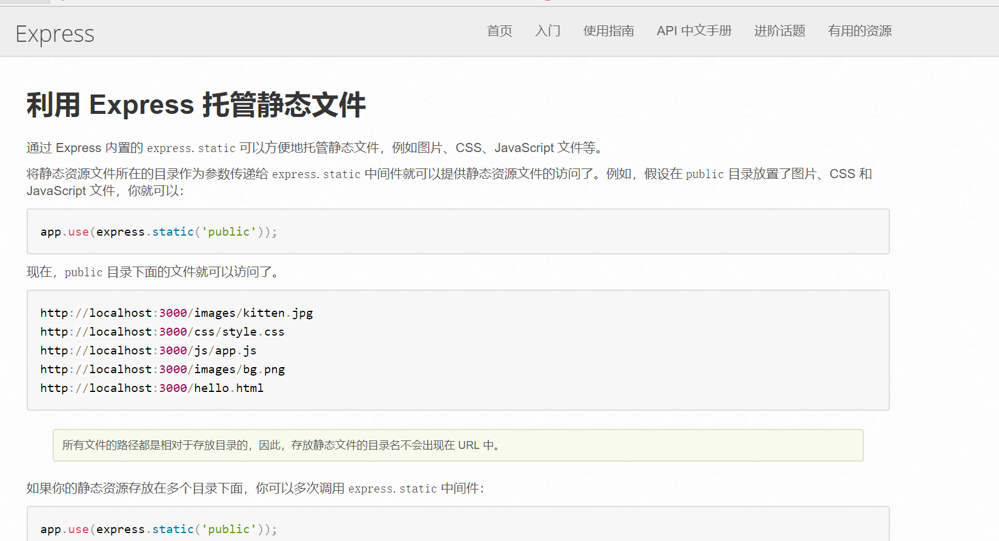 Express
首页 入门 使用指南 API 中文手册 进阶话题 有用的资源
利用 Express 托管静态文件
通过 Express 内置的 express.static 可以方便地托管静态文件，例如图片、CSS、JavaScript 文件等。
将静态资源文件所在的目录作为参数传递给 express.static 中间件就可以提供静态资源文件的访问了。例如，假设在 public 目录放置了图片、CSS 和
JavaScript 文件，你就可以：
app.use(express.static('public'));
现在，public 目录下面的文件就可以访问了。
http://localhost:3000/images/kitten.jpg
http://localhost:3000/css/style.css
http://localhost:3000/js/app.js
http://localhost:3000/images/bg.png
http://localhost:3000/hello.html
所有文件的路径都是相对于存放目录的，因此，存放静态文件的目录名不会出现在 URL 中。
如果你的静态资源存放在多个目录下面，你可以多次调用 express.static 中间件：
app.use(express.static('public'));